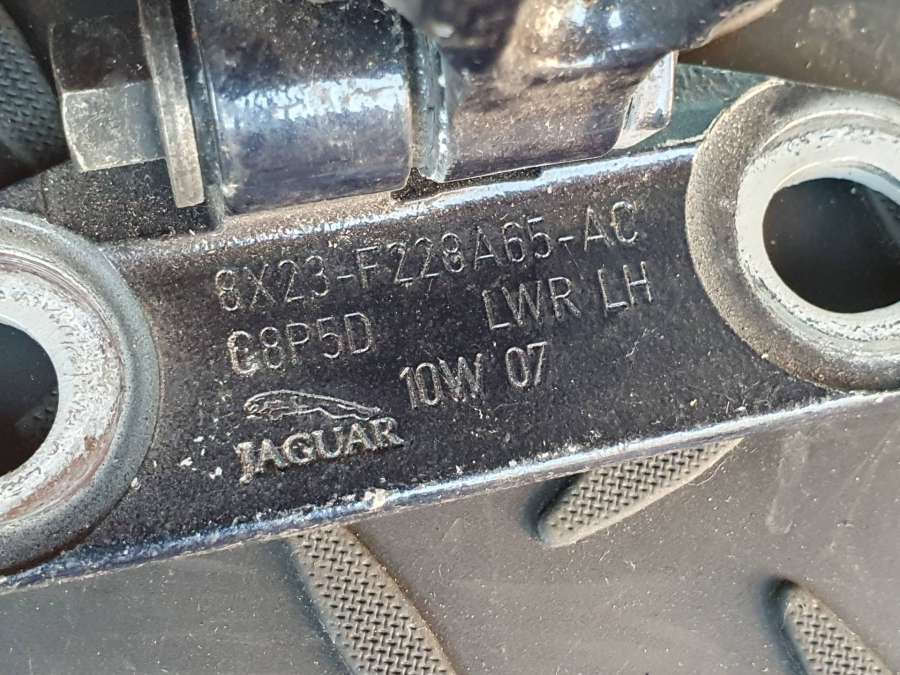 8X23-F228A65-AC
C8P5D LWR LH
10W 07
JAGUAR